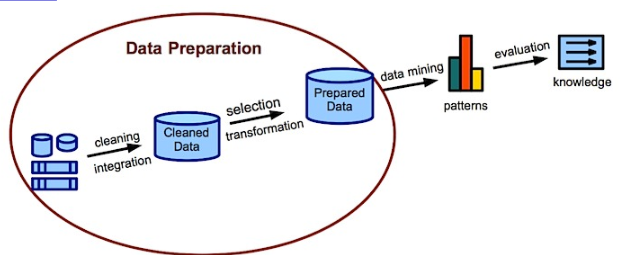 Data Preparation
cleaning
integration
Cleaned
Data
selection
transformation
Prepared
Data
data mining
patterns
evaluation
knowledge